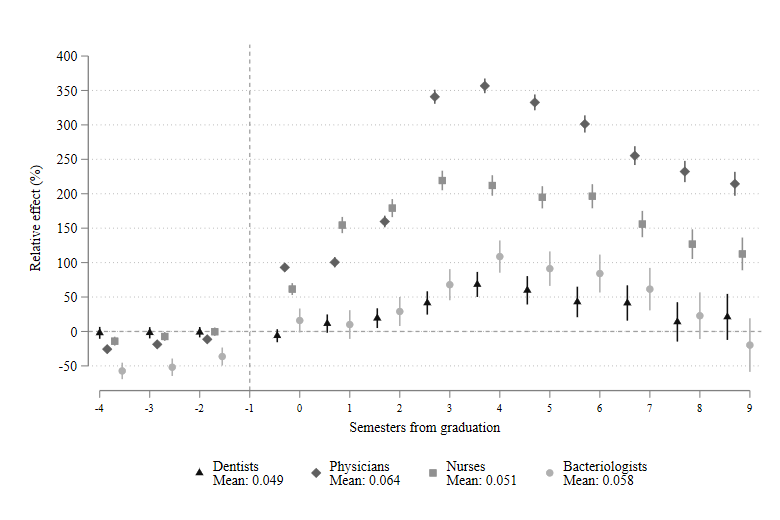 400
350
300
250
200
150
100
50
0
-50
Relative effect (%)
-4 -3 -2 -1 0 1 2 3 4 5 6 7 8 9
Semesters from graduation
Dentists Physicians Nurses Bacteriologists
Mean: 0.049 Mean: 0.064 Mean: 0.051 Mean: 0.058